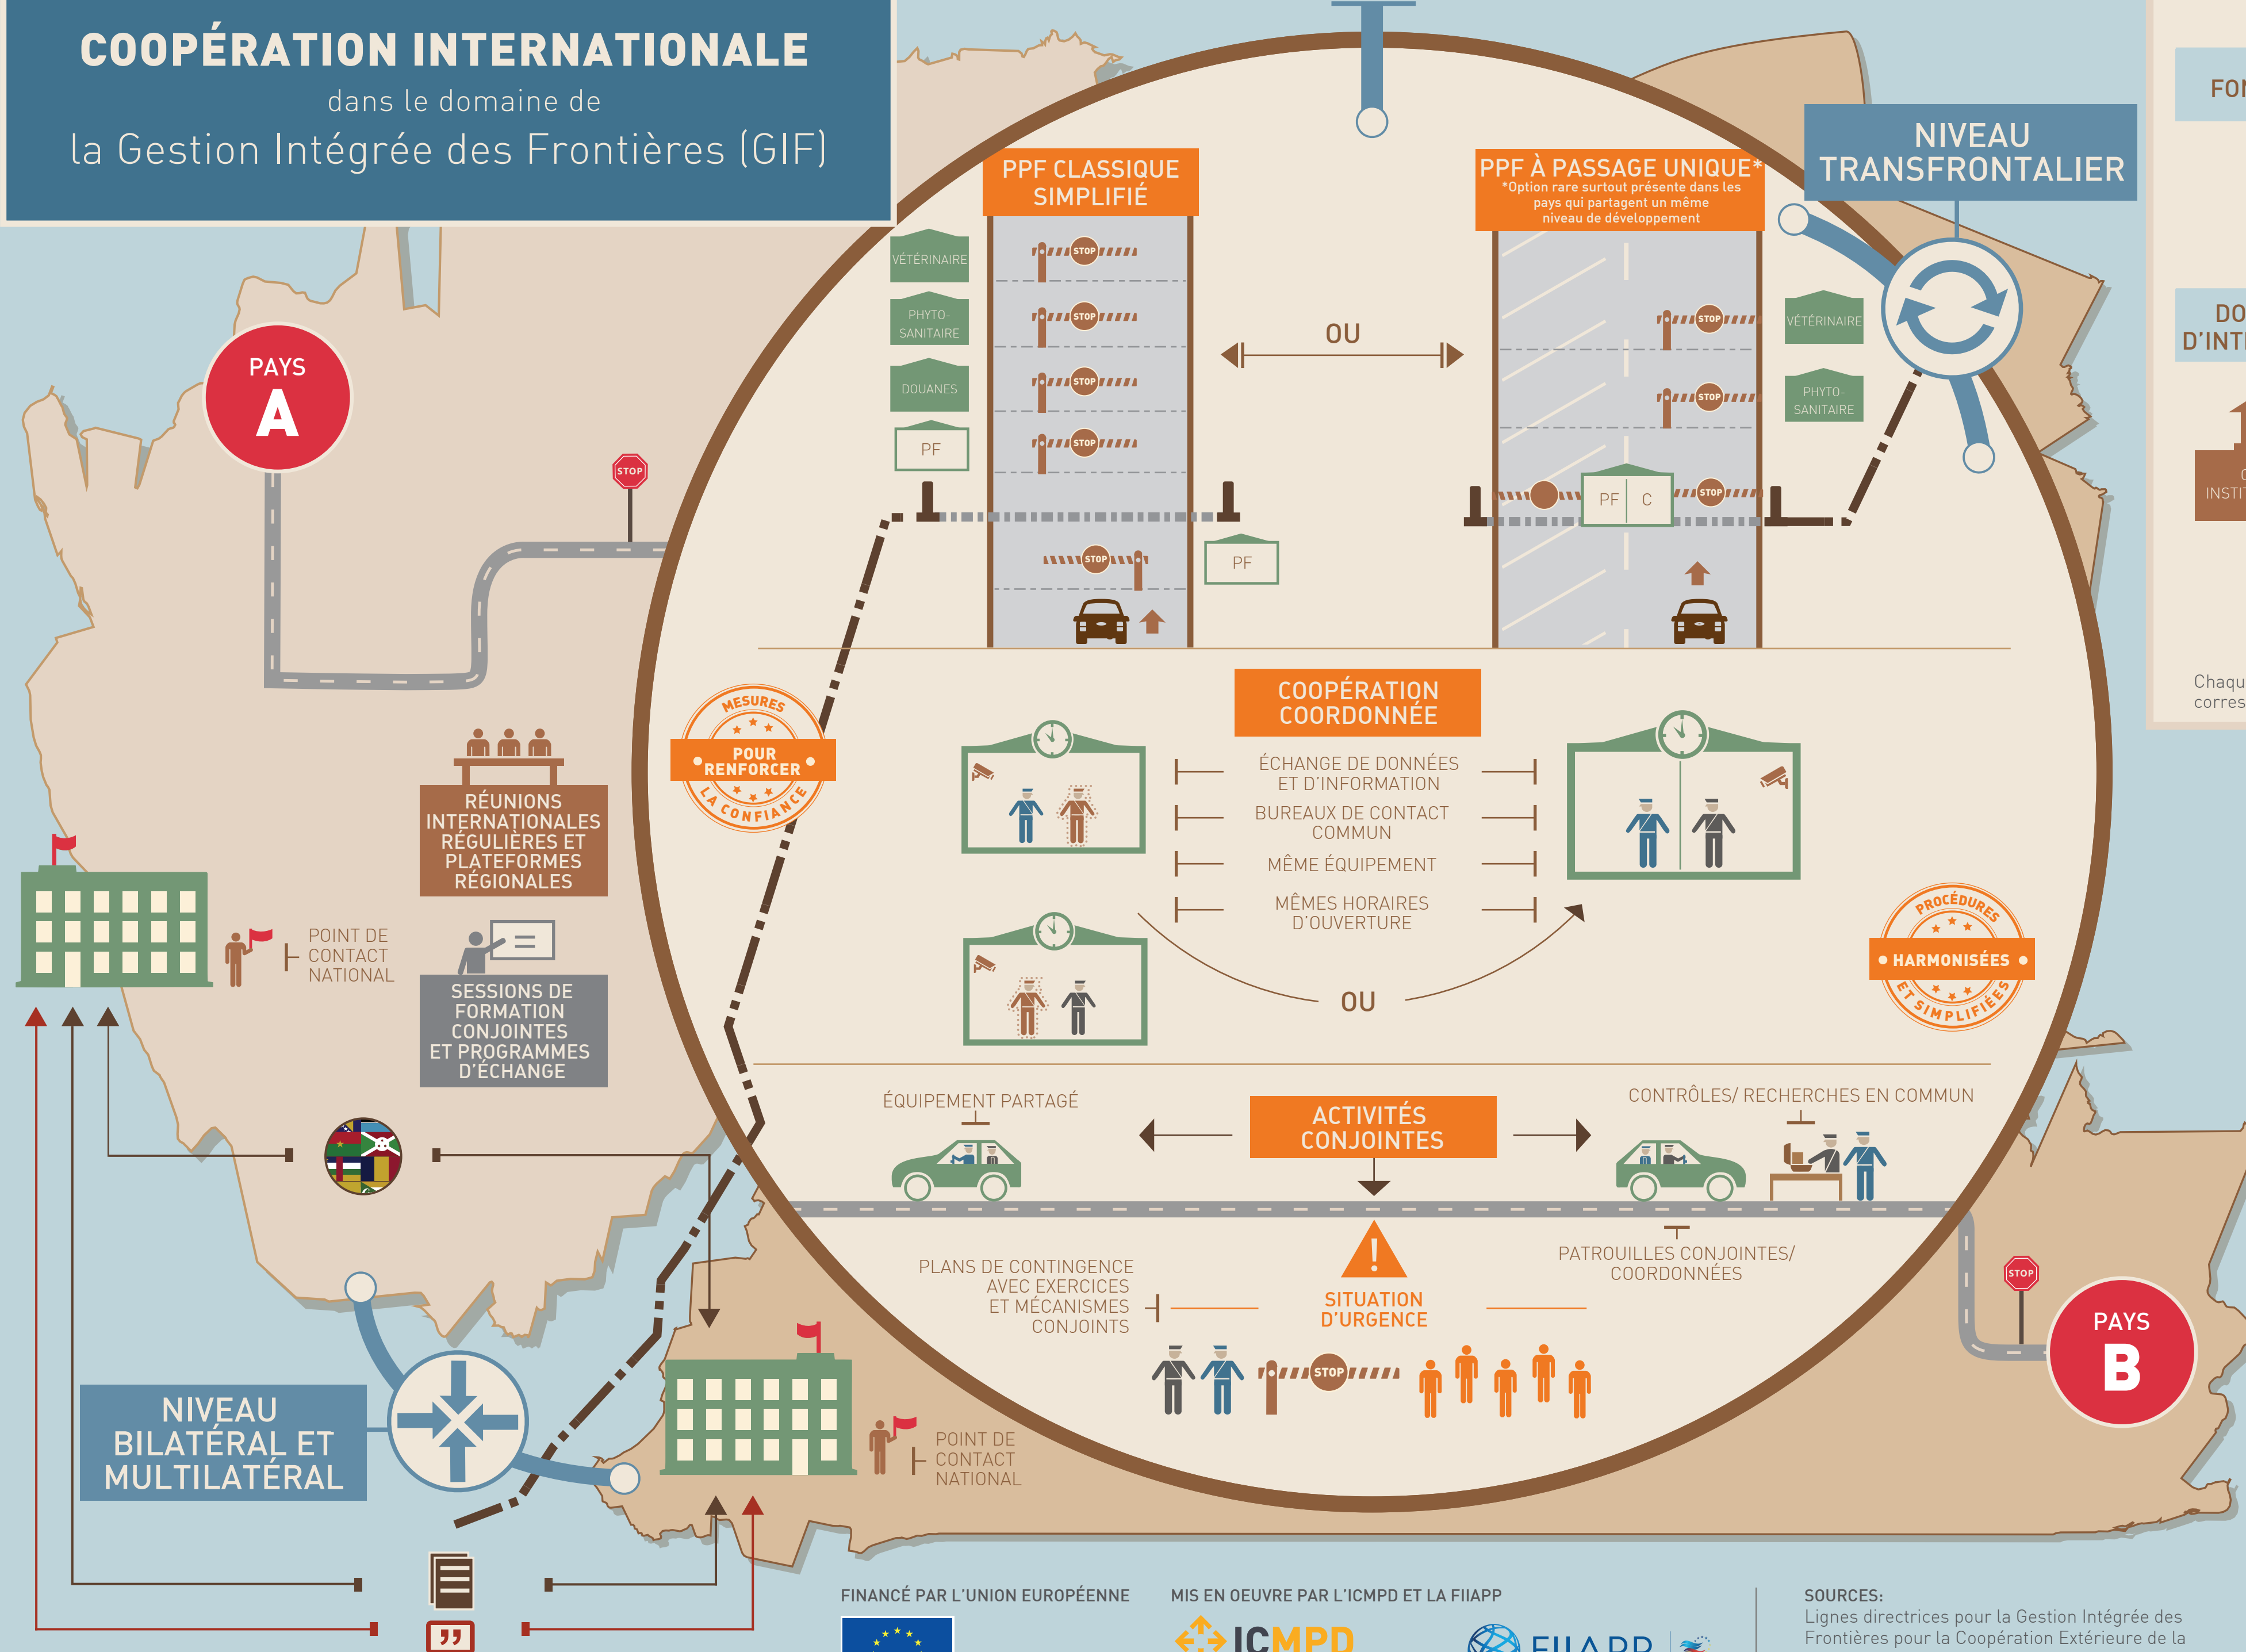 COOPÉRATION INTERNATIONALE
dans le domaine de
la Gestion Intégrée des Frontières (GIF)
PPF CLASSIQUE
SIMPLIFIÉ
VÉTÉRINAIRE
PHYTO-
SANITAIRE
DOUANES
PF
STOP
STOP
STOP
STOP
STOP
PF
OU
PPF À PASSAGE UNIQUE*
*Option rare surtout présente dans les
pays qui partagent un même
niveau de développement
STOP
STOP
STOP
PF
C
VÉTÉRINAIRE
PHYTO-
SANITAIRE
NIVEAU
TRANSFRONTALIER
PAYS
A
STOP
MESURES
POUR
RENFORCER
LA CONFIANCE
COOPÉRATION
COORDONNÉE
ÉCHANGE DE DONNÉES
ET D'INFORMATION
BUREAUX DE CONTACT
COMMUN
MÊME ÉQUIPEMENT
MÊMES HORAIRES
D'OUVERTURE
OU
PROCÉDURES
HARMONISÉES
ET SIMPLIFIÉES
RÉUNIONS
INTERNATIONALES
RÉGULIÈRES ET
PLATEFORMES
RÉGIONALES
POINT DE
CONTACT
NATIONAL
SESSIONS DE
FORMATION
CONJOINTES
ET PROGRAMMES
D'ÉCHANGE
ÉQUIPEMENT PARTAGÉ
ACTIVITÉS
CONJOINTES
CONTRÔLES/ RECHERCHES EN COMMUN
PATROUILLES CONJOINTES/
COORDONNÉES
PLANS DE CONTINGENCE
AVEC EXERCICES
ET MÉCANISMES
CONJOINTS
SITUATION
D'URGENCE
STOP
STOP
PAYS
B
NIVEAU
BILATÉRAL ET
MULTILATÉRAL
POINT DE
CONTACT
NATIONAL
FINANCÉ PAR L'UNION EUROPÉENNE
MIS EN OEUVRE PAR L'ICMPD ET LA FIIAPP
ICMPD
FIIAPP
SOURCES:
Lignes directrices pour la Gestion Intégrée des
Frontières pour la Coopération Extérieure de la